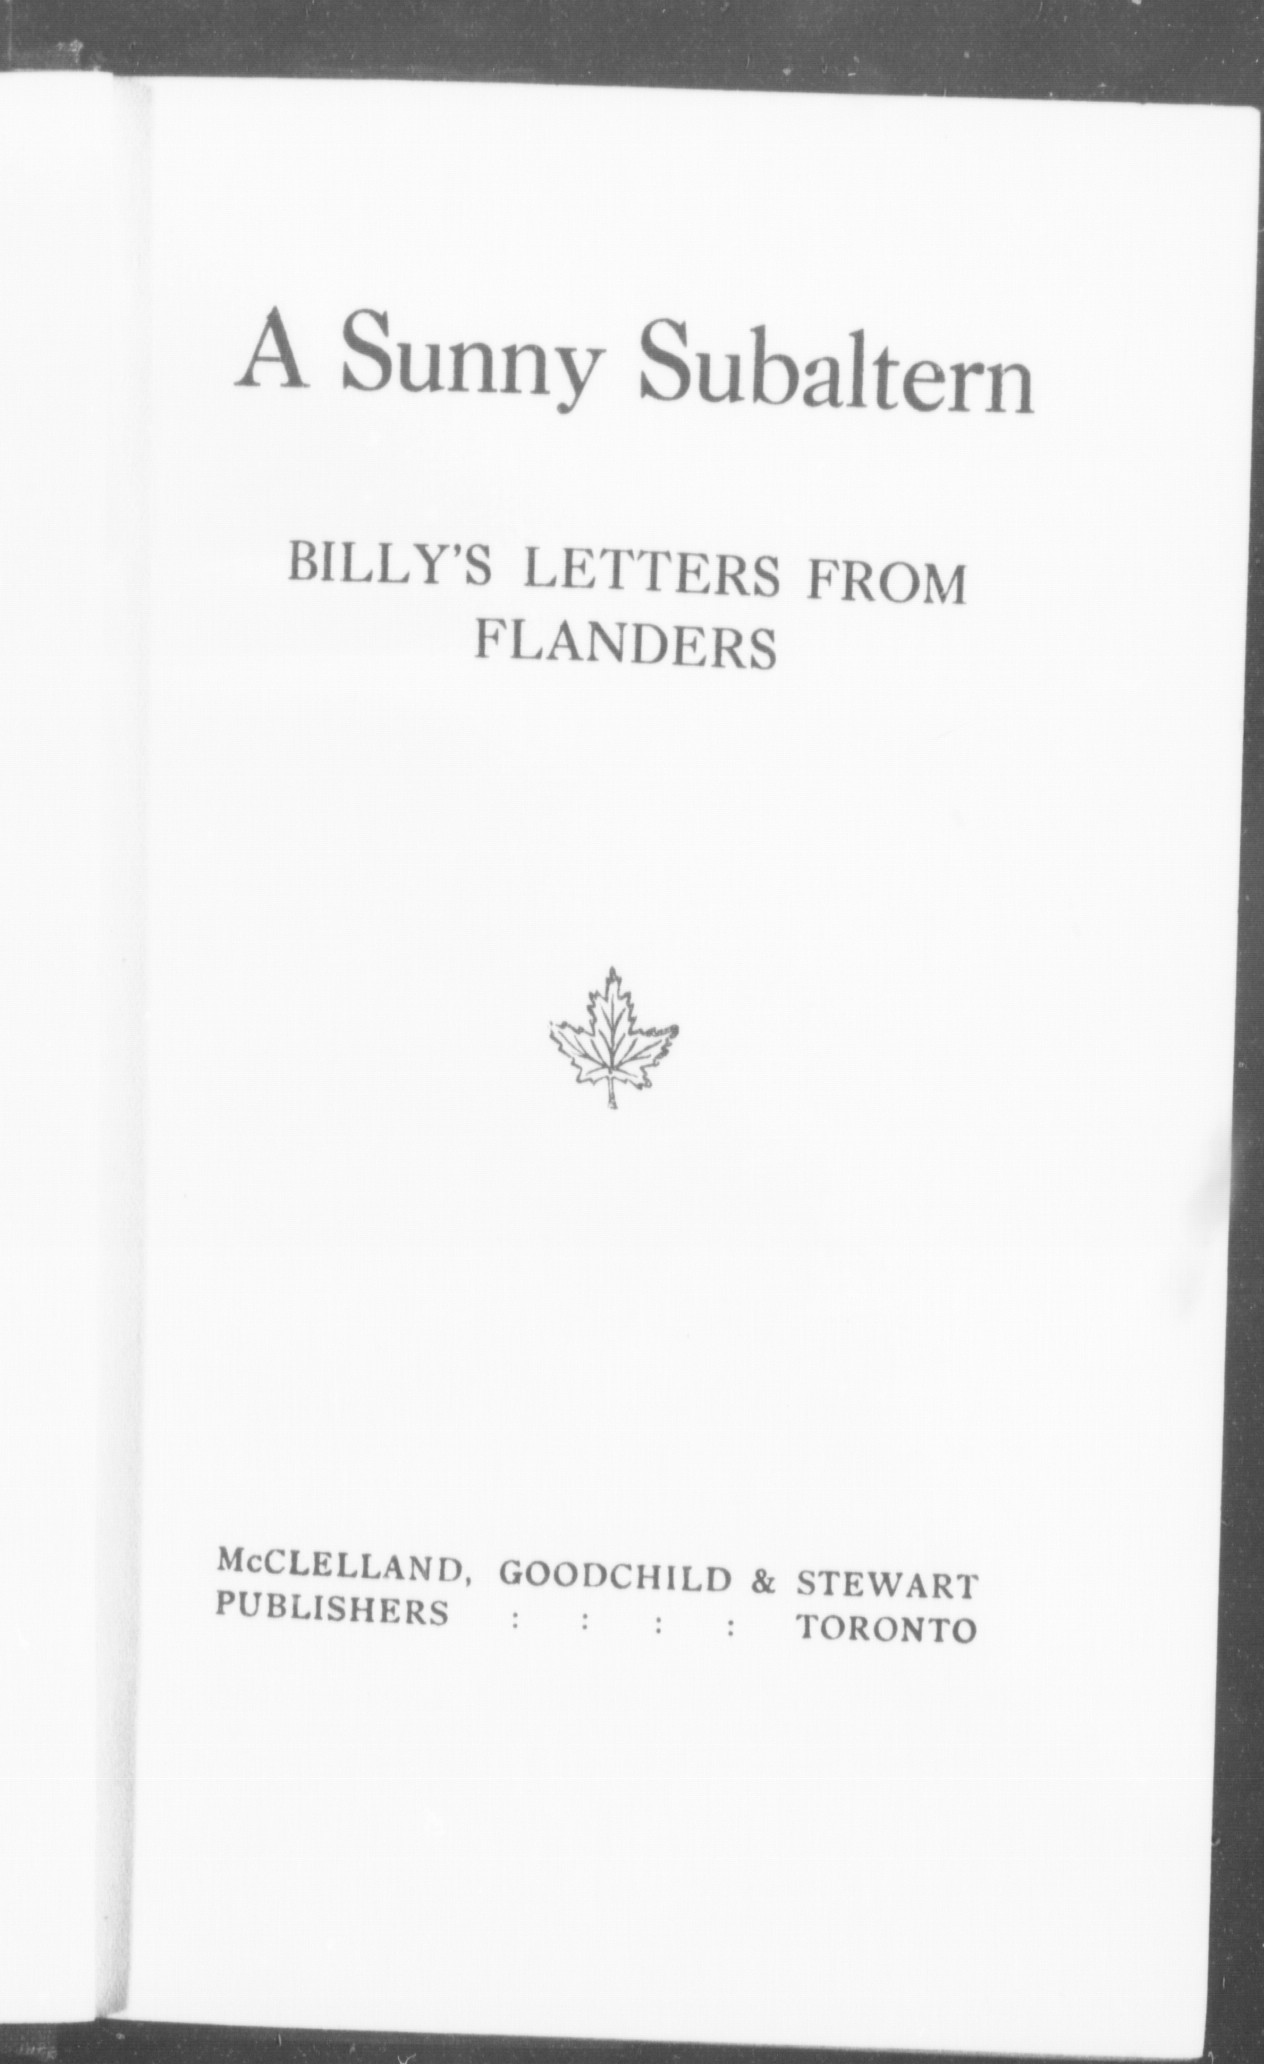 A Sunny Subaltern
BILLY'S LETTERS FROM
FLANDERS
McCLELLAND, GOODCHILD & STEWART
PUBLISHERS : : : : TORONTO